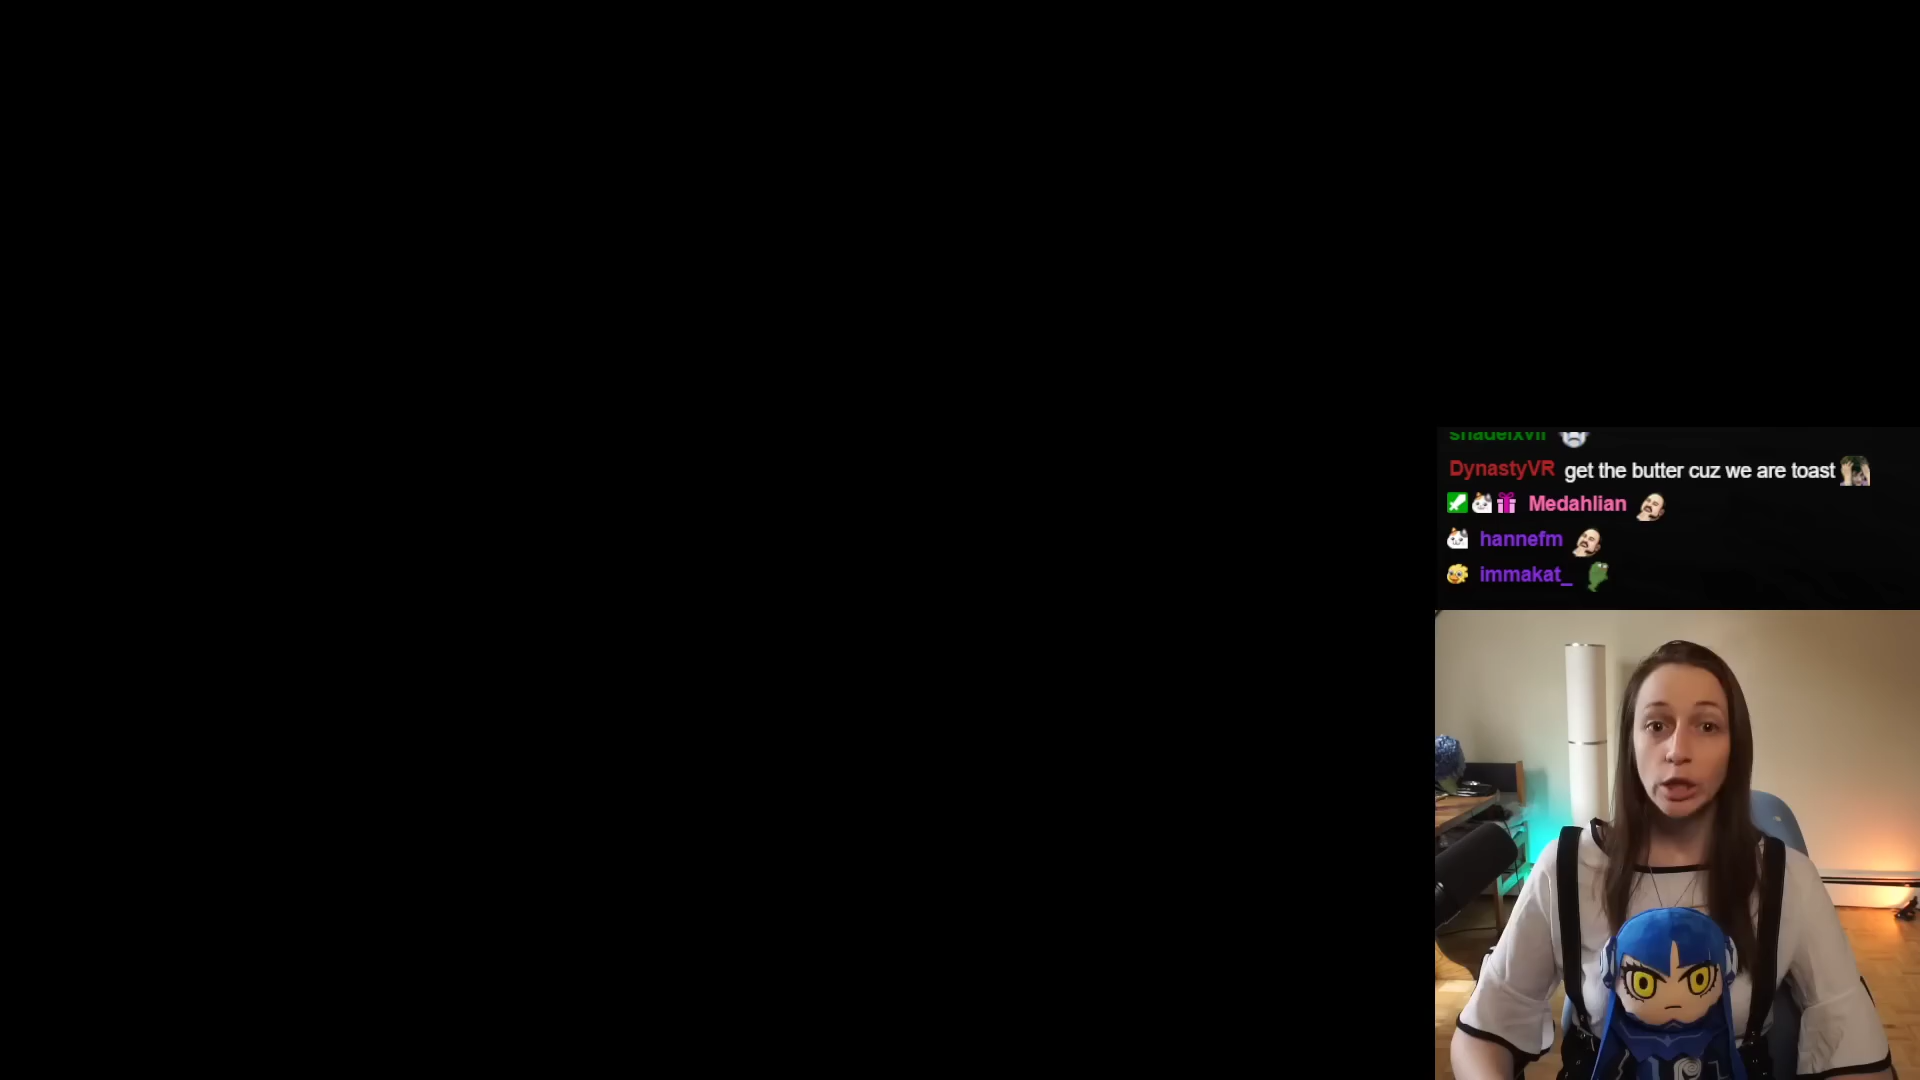 DynastyVR get the butter cuz we are toast
Medahlian
hannefm
immakat_